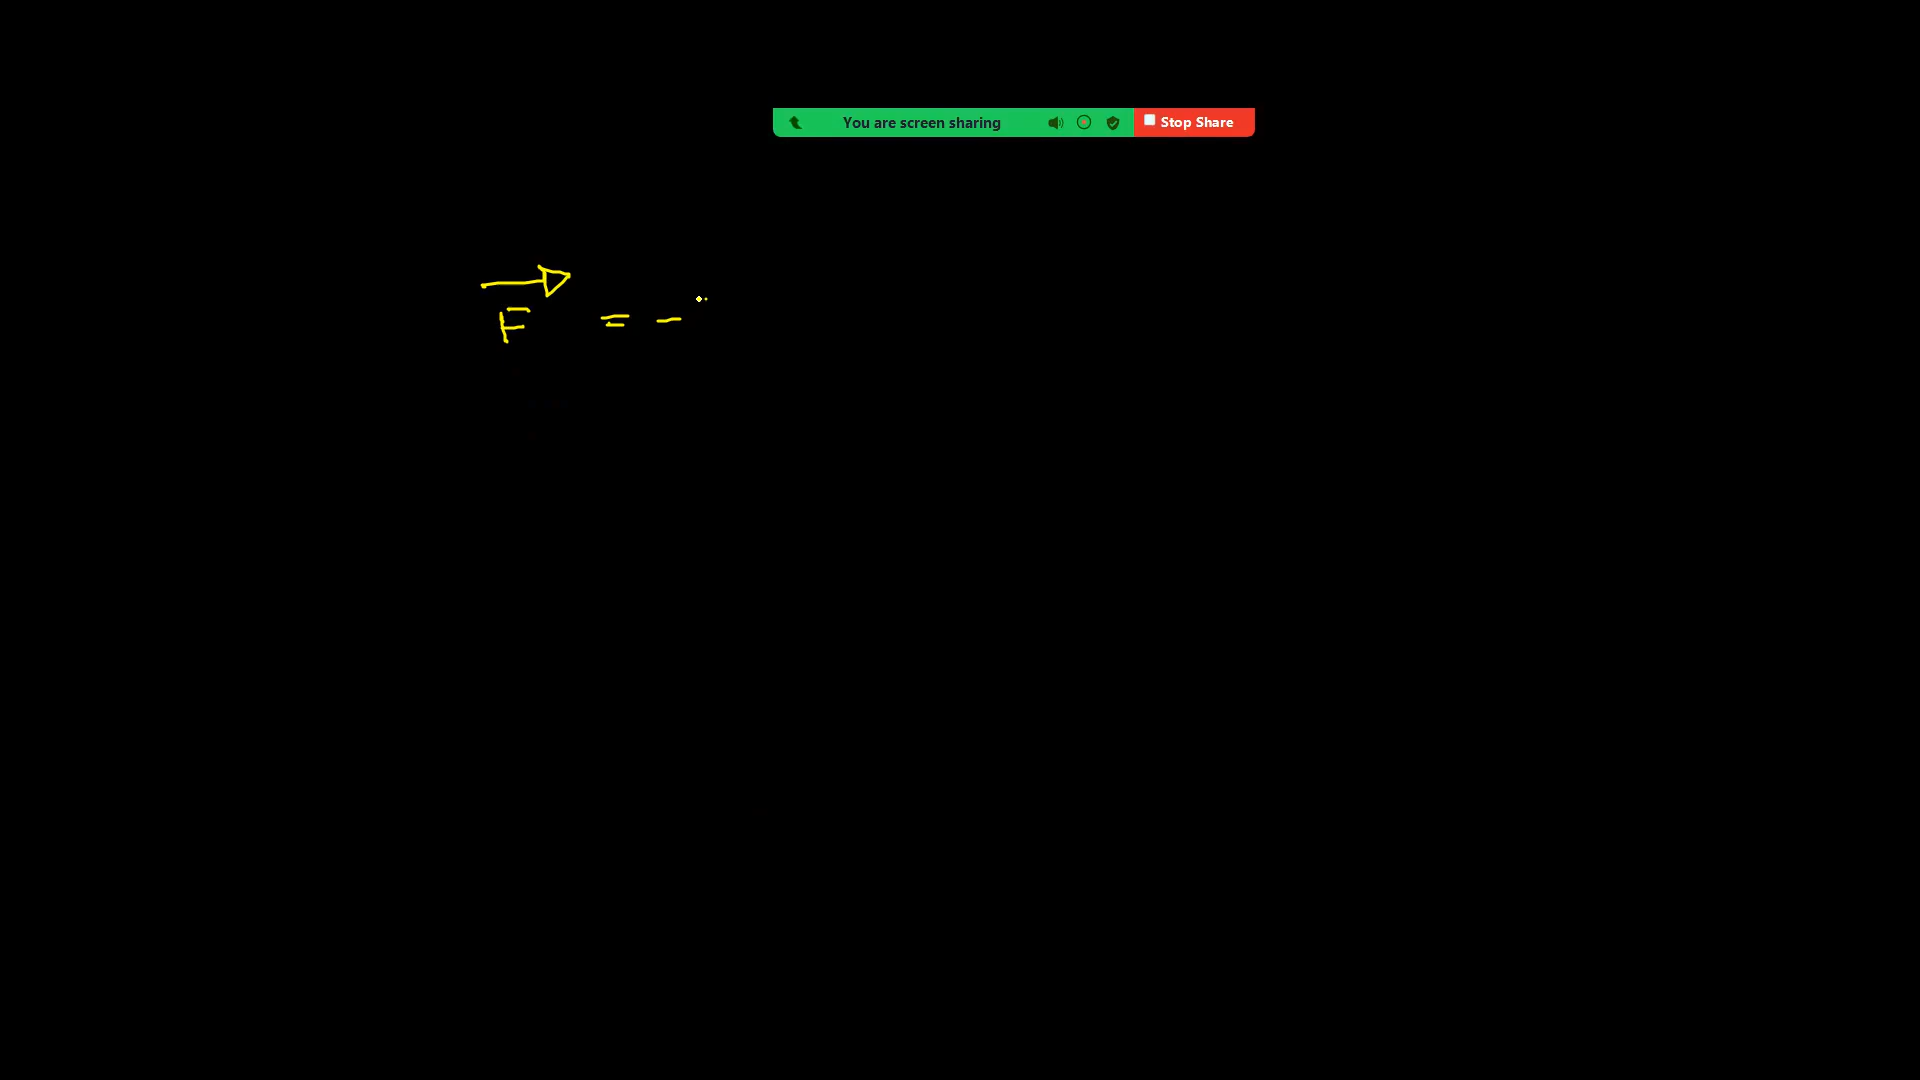 You are screen sharing Stop Share
→
F = -